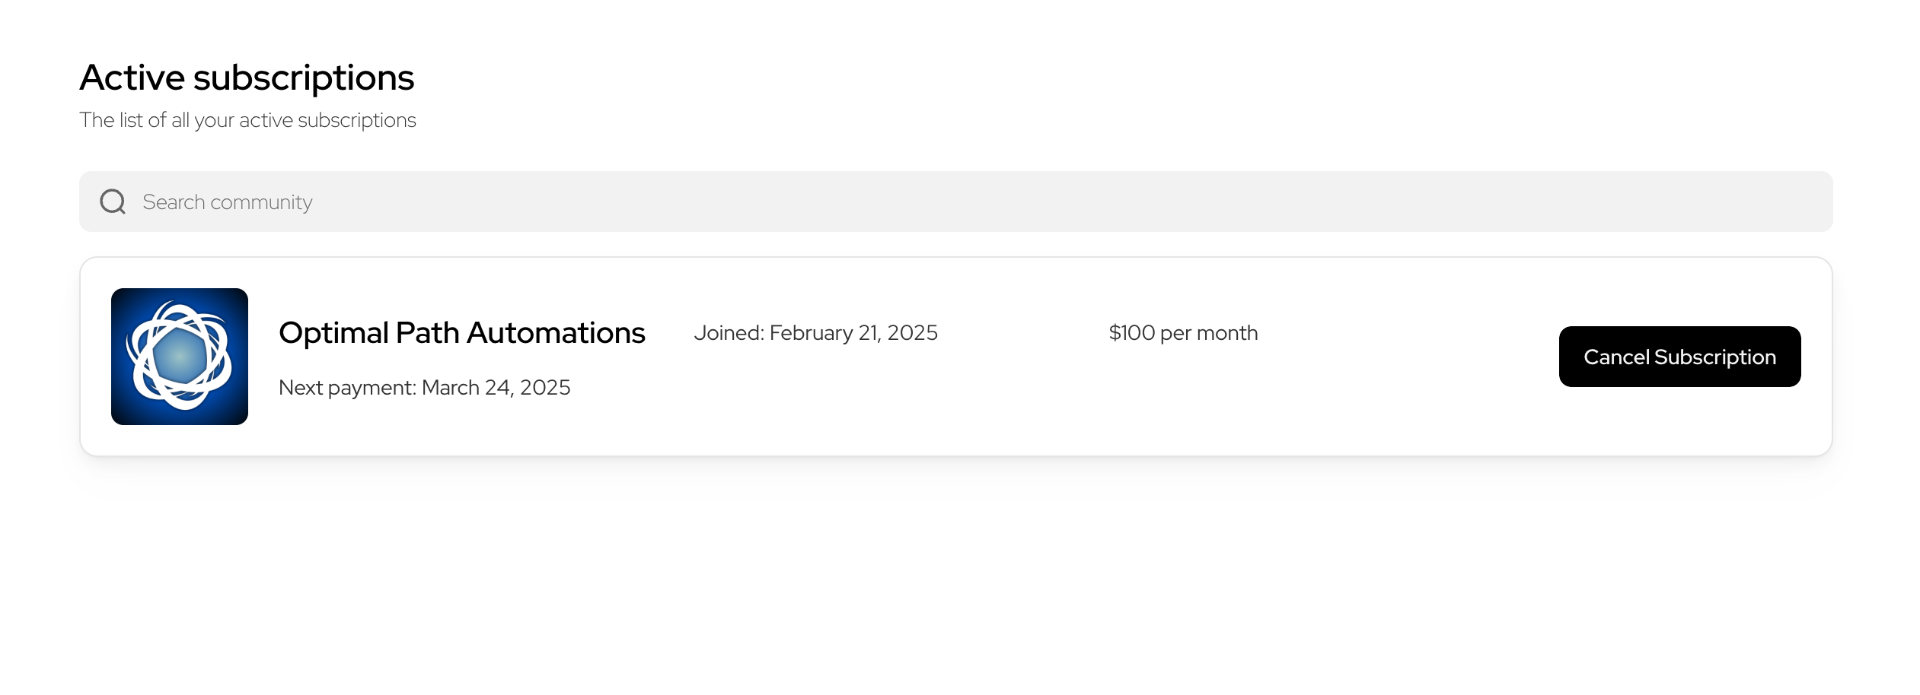 Active subscriptions
The list of all your active subscriptions
Search community
Optimal Path Automations
Joined: February 21, 2025
$100 per month
Next payment: March 24, 2025
Cancel Subscription